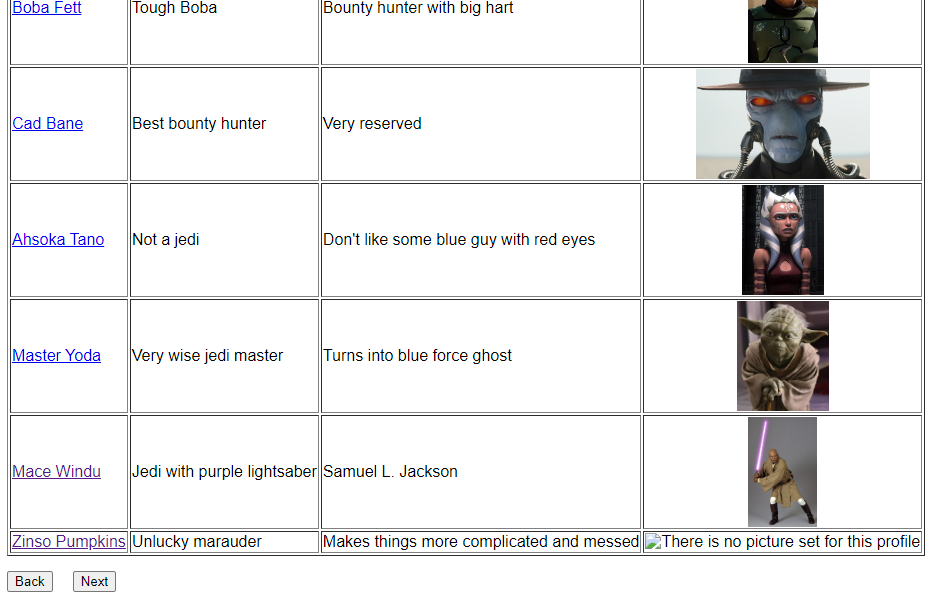 Boba Fett Tough Boba Bounty hunter with big hart
Cad Bane Best bounty hunter Very reserved
Ahsoka Tano Not a jedi Don't like some blue guy with red eyes
Master Yoda Very wise jedi master Turns into blue force ghost
Mace Windu Jedi with purple lightsaber Samuel L. Jackson
Zinso Pumpkins Unlucky marauder Makes things more complicated and messed There is no picture set for this profile
Back Next